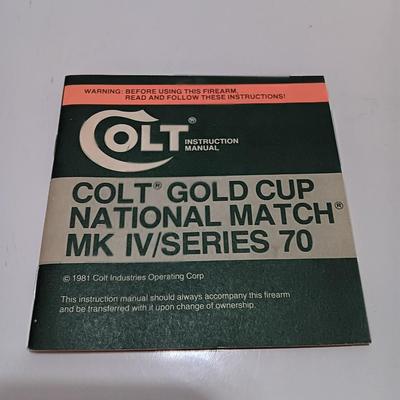 WARNING: BEFORE USING THIS FIREARM,
READ AND FOLLOW THESE INSTRUCTIONS!
COLT®
INSTRUCTION
MANUAL
COLT® GOLD CUP
NATIONAL MATCH®
MK IV/SERIES 70
© 1981 Colt Industries Operating Corp
This instruction manual should always accompany this firearm
and be transferred with it upon change of ownership.